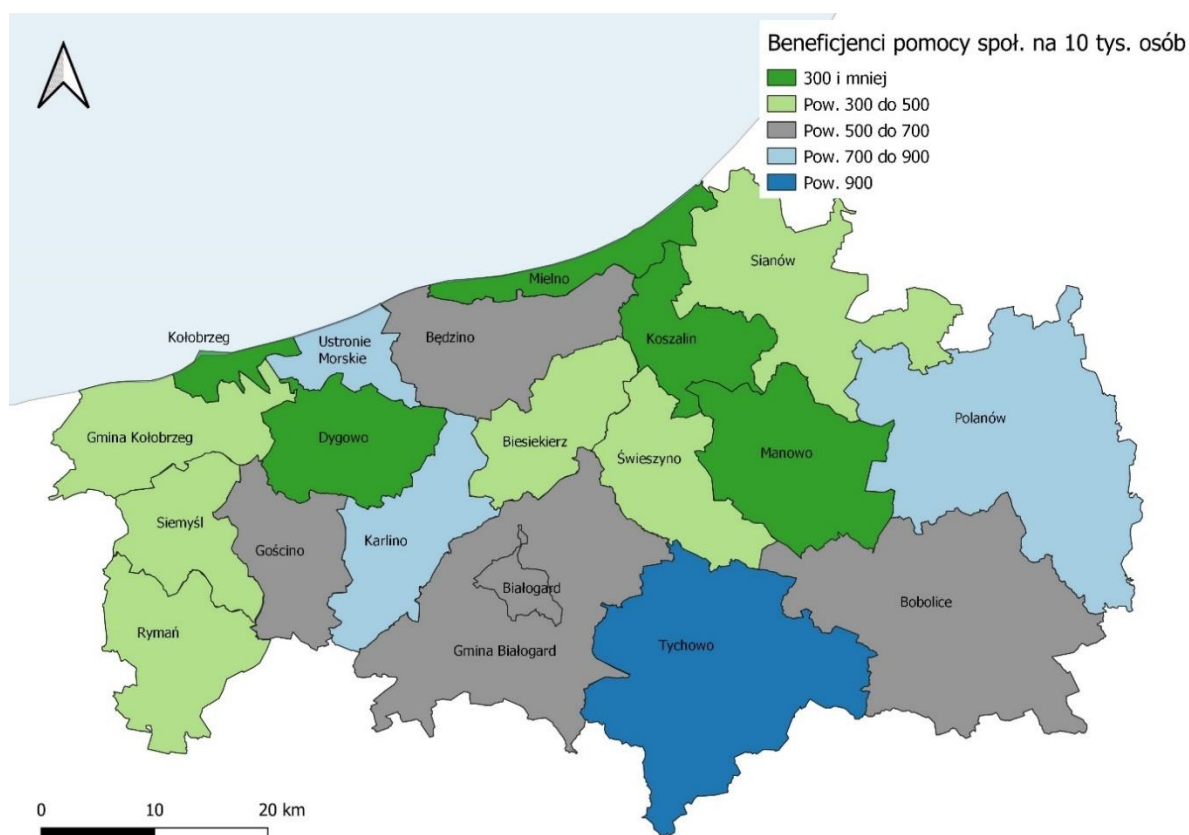 Beneficjenci pomocy społ. na 10 tys. osób
300 i mniej
Pow. 300 do 500
Pow. 500 do 700
Pow. 700 do 900
Pow. 900
Sianów
Mielno
Kołobrzeg
Ustronie
Morskie
Będzino
Koszalin
Polanów
Gmina Kołobrzeg
Dygowo
Biesiekierz
Świeszyno
Manowo
Siemyśl
Gościno
Karlino
Białogard
Bobolice
Rymań
Gmina Białogard
Tychowo
0 10 20 km